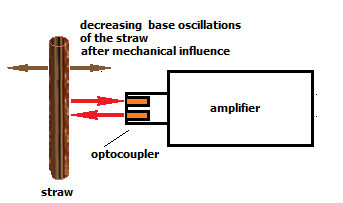 decreasing base oscillations
of the straw
after mechanical influence
amplifier
optocoupler
straw